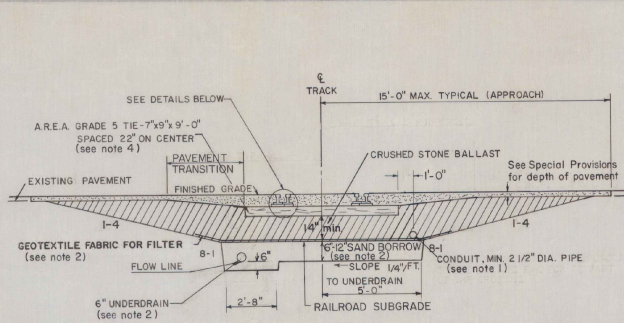 ℄
TRACK
15'-0" MAX. TYPICAL (APPROACH)
SEE DETAILS BELOW
A.R.E.A. GRADE 5 TIE-7"x9"x 9'-0"
SPACED 22" ON CENTER
(see note 4)
PAVEMENT
TRANSITION
CRUSHED STONE BALLAST
1'-0"
See Special Provisions
for depth of pavement
EXISTING PAVEMENT
FINISHED GRADE
1-4
14" min.
1-4
GEOTEXTILE FABRIC FOR FILTER
(see note 2)
8-1
6"
6"-12" SAND BORROW
(see note 2)
8-1
CONDUIT, MIN. 2 1/2" DIA. PIPE
(see note 1)
FLOW LINE
SLOPE 1/4"/FT.
TO UNDERDRAIN
5'-0"
6" UNDERDRAIN
(see note 2)
2'-8"
RAILROAD SUBGRADE